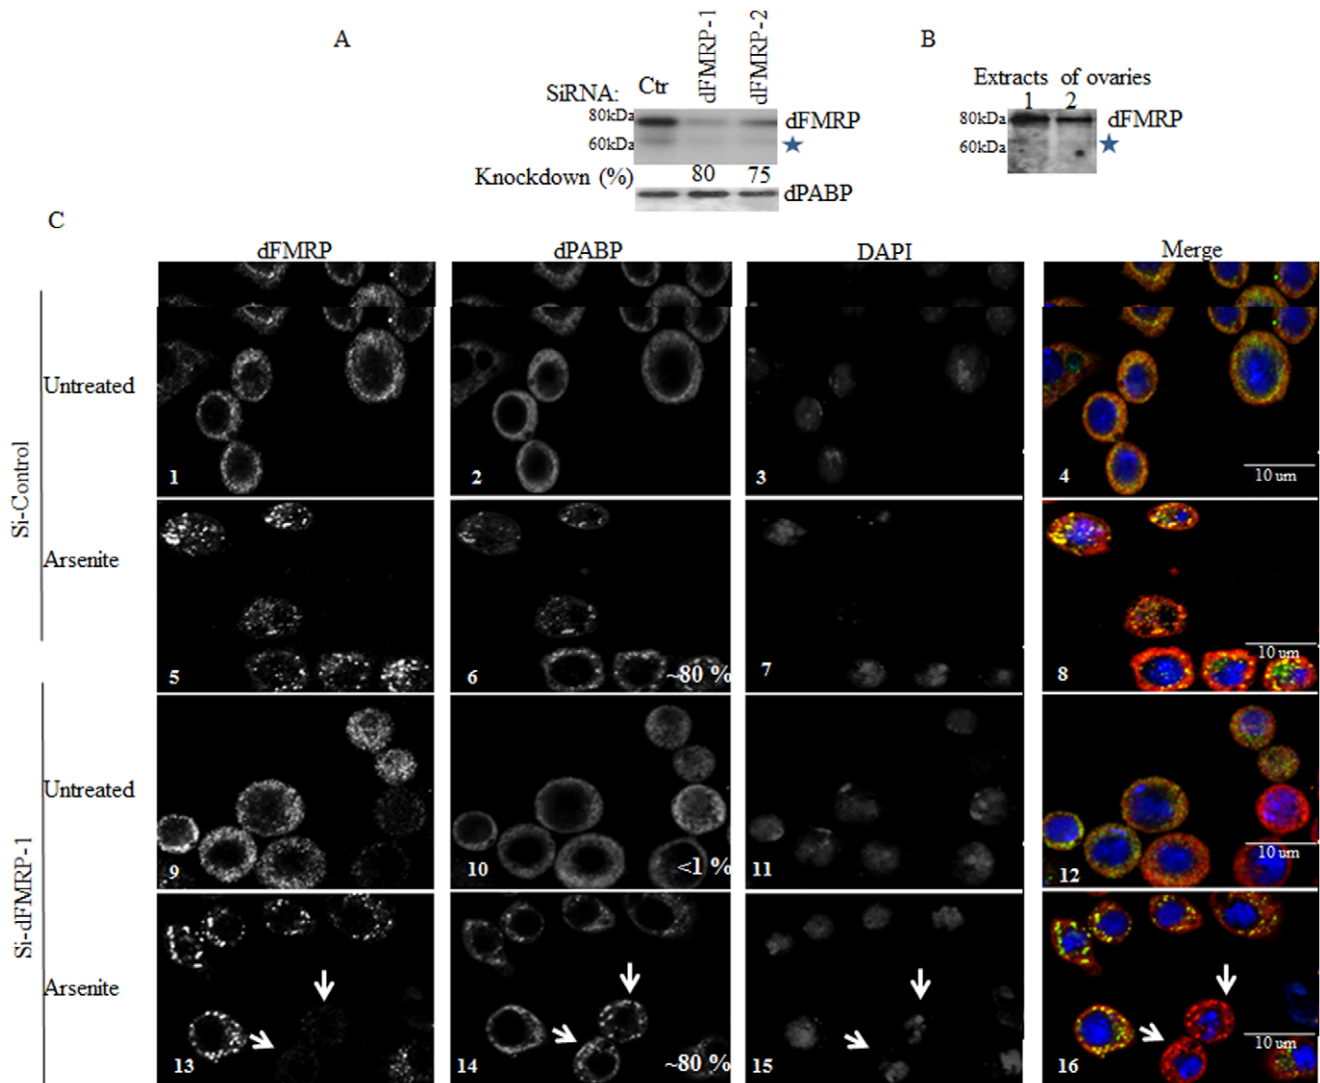 A
SiRNA: Ctr dFMRP-1 dFMRP-2
80kDa dFMRP
60kDa
Knockdown (%) 80 75
dPABP
B
Extracts of ovaries
1 2
80kDa dFMRP
60kDa
C
dFMRP dPABP DAPI Merge
Si-Control
Untreated
1 2 3 4 10 um
Arsenite
5 6 ~80 % 7 8 10 um
Si-dFMRP-1
Untreated
9 10 <1 % 11 12 10 um
Arsenite
13 14 ~80 % 15 16 10 um